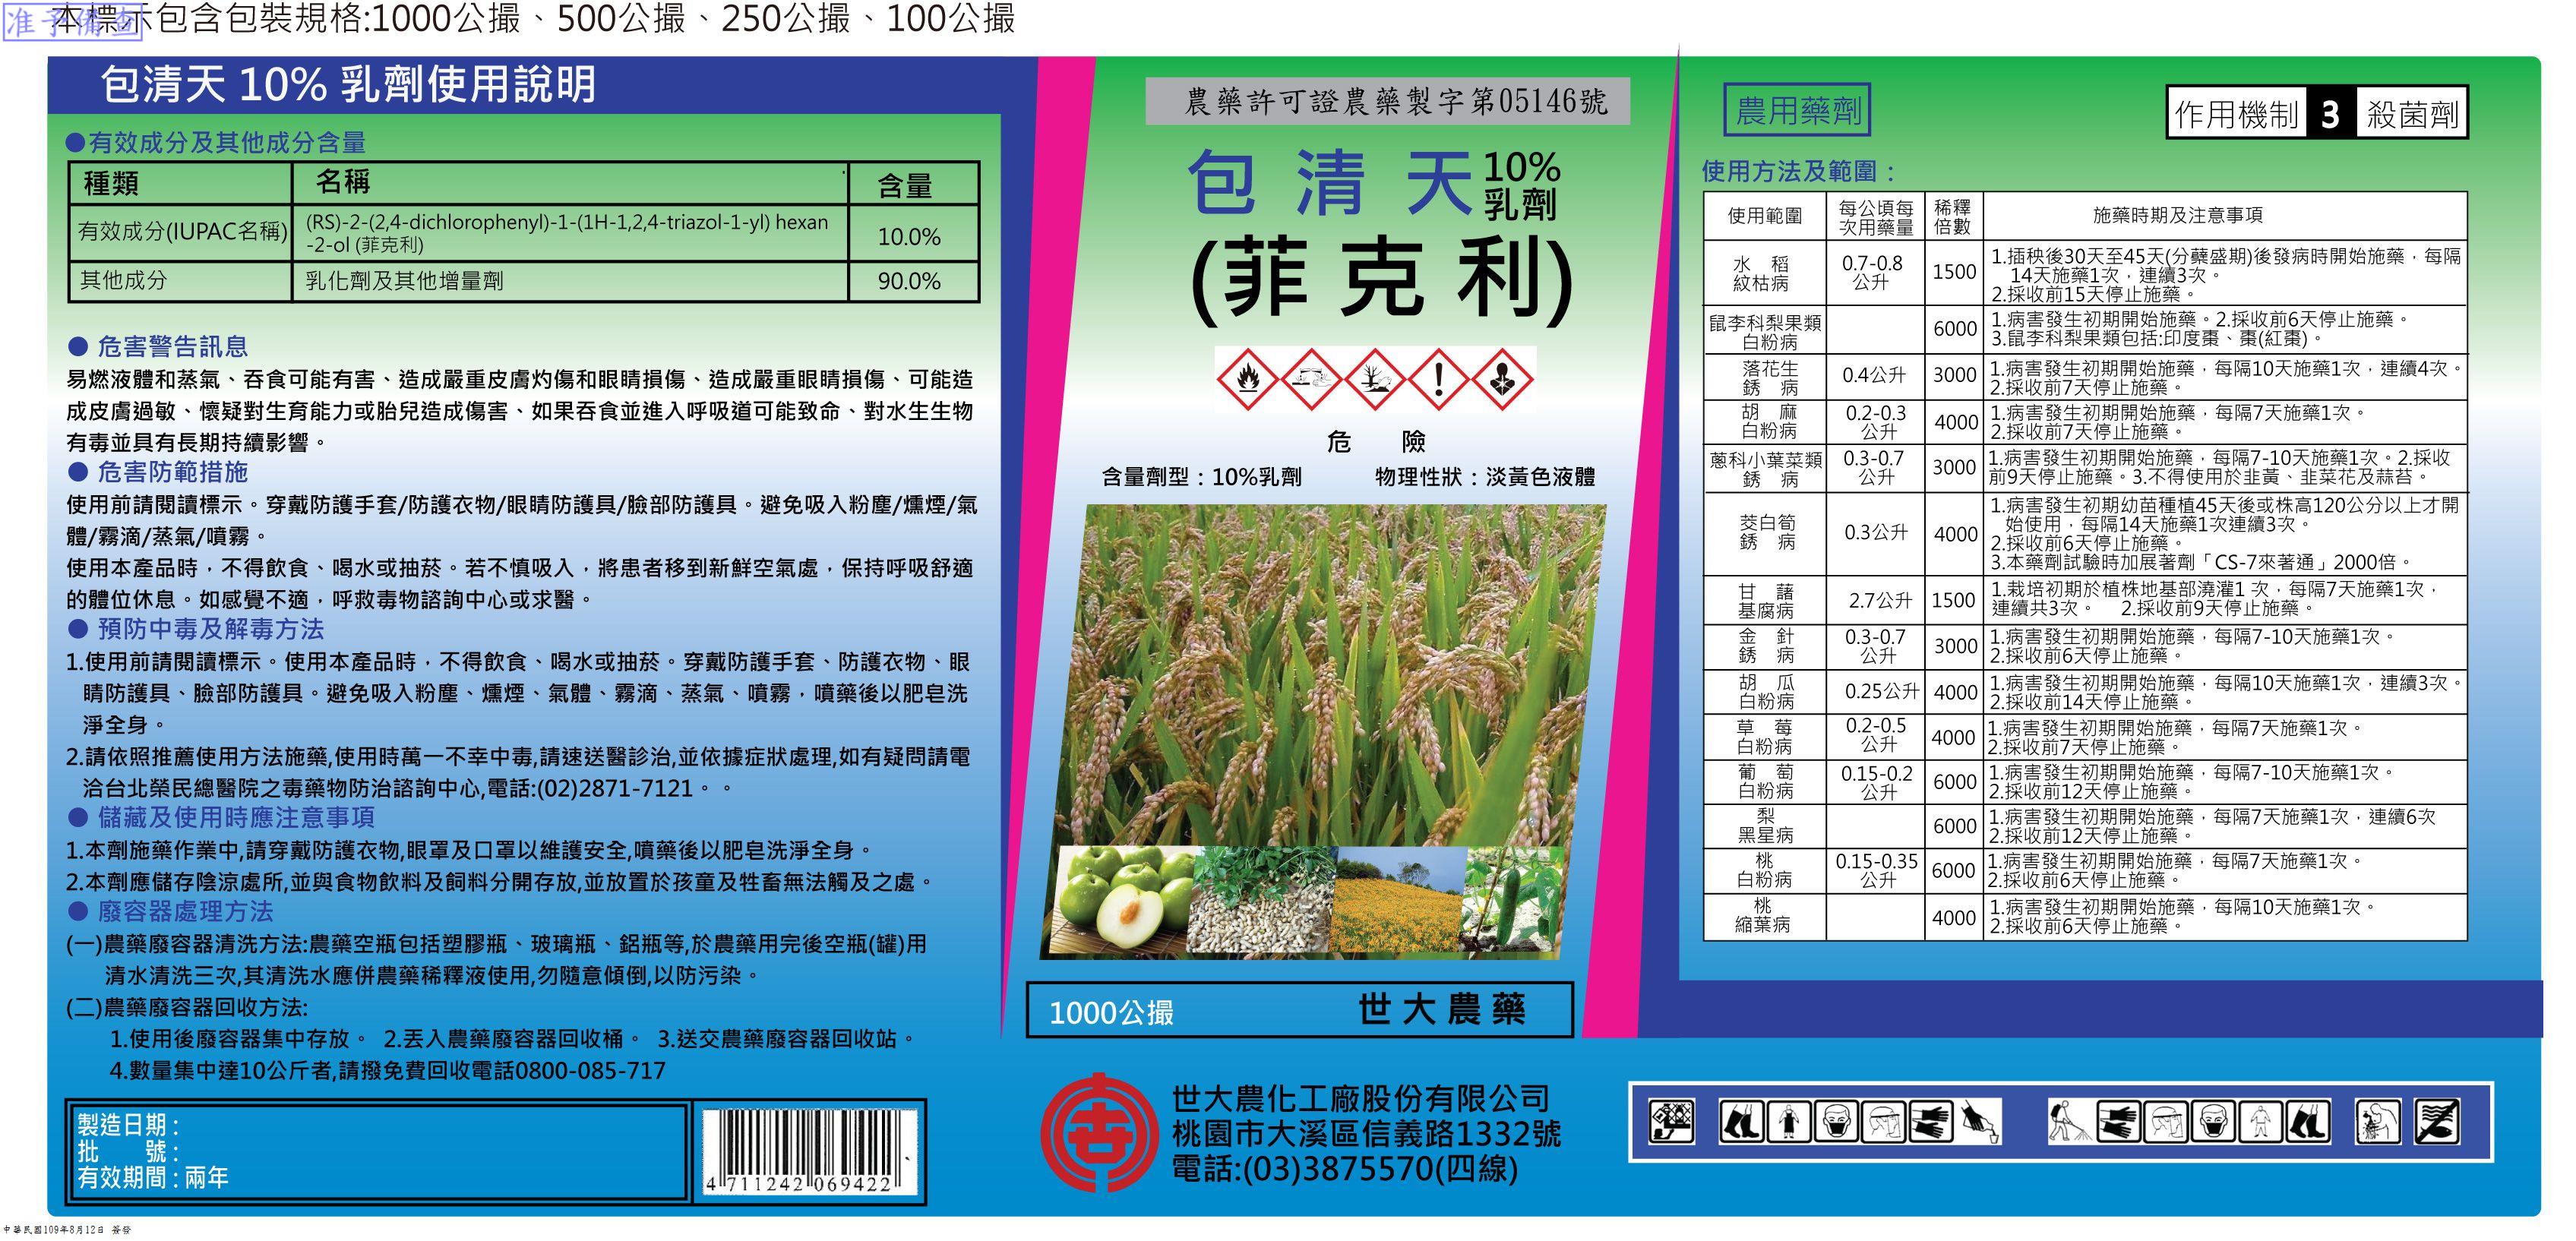 本標示包含包裝規格:1000公撮、500公撮、250公撮、100公撮
准予備查
包清天 10% 乳劑使用說明
●有效成分及其他成分含量
種類 名稱 含量
有效成分(IUPAC名稱) (RS)-2-(2,4-dichlorophenyl)-1-(1H-1,2,4-triazol-1-yl) hexan
-2-ol (菲克利) 10.0%
其他成分 乳化劑及其他增量劑 90.0%
● 危害警告訊息
易燃液體和蒸氣、吞食可能有害、造成嚴重皮膚灼傷和眼睛損傷、造成嚴重眼睛損傷、可能造
成皮膚過敏、懷疑對生育能力或胎兒造成傷害、如果吞食並進入呼吸道可能致命、對水生生物
有毒並具有長期持續影響。
● 危害防範措施
使用前請閱讀標示。穿戴防護手套/防護衣物/眼睛防護具/臉部防護具。避免吸入粉塵/燻煙/氣
體/霧滴/蒸氣/噴霧。
使用本產品時，不得飲食、喝水或抽菸。若不慎吸入，將患者移到新鮮空氣處，保持呼吸舒適
的體位休息。如感覺不適，呼救毒物諮詢中心或求醫。
● 預防中毒及解毒方法
1.使用前請閱讀標示。使用本產品時，不得飲食、喝水或抽菸。穿戴防護手套、防護衣物、眼
睛防護具、臉部防護具。避免吸入粉塵、燻煙、氣體、霧滴、蒸氣、噴霧，噴藥後以肥皂洗
淨全身。
2.請依照推薦使用方法施藥,使用時萬一不幸中毒,請速送醫診治,並依據症狀處理,如有疑問請電
洽台北榮民總醫院之毒藥物防治諮詢中心,電話:(02)2871-7121。。
● 儲藏及使用時應注意事項
1.本劑施藥作業中,請穿戴防護衣物,眼罩及口罩以維護安全,噴藥後以肥皂洗淨全身。
2.本劑應儲存陰涼處所,並與食物飲料及飼料分開存放,並放置於孩童及牲畜無法觸及之處。
● 廢容器處理方法
(一)農藥廢容器清洗方法:農藥空瓶包括塑膠瓶、玻璃瓶、鋁瓶等,於農藥用完後空瓶(罐)用
清水清洗三次,其清洗水應併農藥稀釋液使用,勿隨意傾倒,以防污染。
(二)農藥廢容器回收方法:
1.使用後廢容器集中存放。 2.丟入農藥廢容器回收桶。 3.送交農藥廢容器回收站。
4.數量集中達10公斤者,請撥免費回收電話0800-085-717
製造日期：
批　　號：
有效期間：兩年
4 711242 069422
農藥許可證農藥製字第05146號
包 清 天 10%
乳劑
(菲 克 利)
危　　險
含量劑型：10%乳劑　　物理性狀：淡黃色液體
1000公撮　　世大農藥
世大農化工廠股份有限公司
桃園市大溪區信義路1332號
電話:(03)3875570(四線)
農用藥劑
作用機制 3 殺菌劑
使用方法及範圍：
使用範圍 每公頃每次用藥量 稀釋倍數 施藥時期及注意事項
水　稻 紋枯病 0.7-0.8公升 1500 1.插秧後30天至45天(分蘗盛期)後發病時開始施藥，每隔
14天施藥1次，連續3次。
2.採收前15天停止施藥。
鼠李科梨果類 白粉病 6000 1.病害發生初期開始施藥。2.採收前6天停止施藥。
3.鼠李科梨果類包括:印度棗、棗(紅棗)。
落花生 銹　病 0.4公升 3000 1.病害發生初期開始施藥，每隔10天施藥1次，連續4次。
2.採收前7天停止施藥。
胡　麻 白粉病 0.2-0.3公升 4000 1.病害發生初期開始施藥，每隔7天施藥1次。
2.採收前7天停止施藥。
蔥科小葉菜類 銹　病 0.3-0.7公升 3000 1.病害發生初期開始施藥，每隔7-10天施藥1次。2.採收
前9天停止施藥。3.不得使用於韭黃、韭菜花及蒜苔。
茭白筍 銹　病 0.3公升 4000 1.病害發生初期幼苗種植45天後或株高120公分以上才開
始使用，每隔14天施藥1次連續3次。
2.採收前6天停止施藥。
3.本藥劑試驗時加展著劑「CS-7來著通」2000倍。
甘　藷 基腐病 2.7公升 1500 1.栽培初期於植株地基部澆灌1 次，每隔7天施藥1次，
連續共3次。　2.採收前9天停止施藥。
金　針 銹　病 0.3-0.7公升 3000 1.病害發生初期開始施藥，每隔7-10天施藥1次。
2.採收前6天停止施藥。
胡　瓜 白粉病 0.25公升 4000 1.病害發生初期開始施藥，每隔10天施藥1次，連續3次。
2.採收前14天停止施藥。
草　莓 白粉病 0.2-0.5公升 4000 1.病害發生初期開始施藥，每隔7天施藥1次。
2.採收前7天停止施藥。
葡　萄 白粉病 0.15-0.2公升 6000 1.病害發生初期開始施藥，每隔7-10天施藥1次。
2.採收前12天停止施藥。
梨 黑星病 6000 1.病害發生初期開始施藥，每隔7天施藥1次，連續6次
2.採收前12天停止施藥。
桃 白粉病 0.15-0.35公升 6000 1.病害發生初期開始施藥，每隔7天施藥1次。
2.採收前6天停止施藥。
桃 縮葉病 4000 1.病害發生初期開始施藥，每隔10天施藥1次。
2.採收前6天停止施藥。
中華民國109年8月12日 簽發